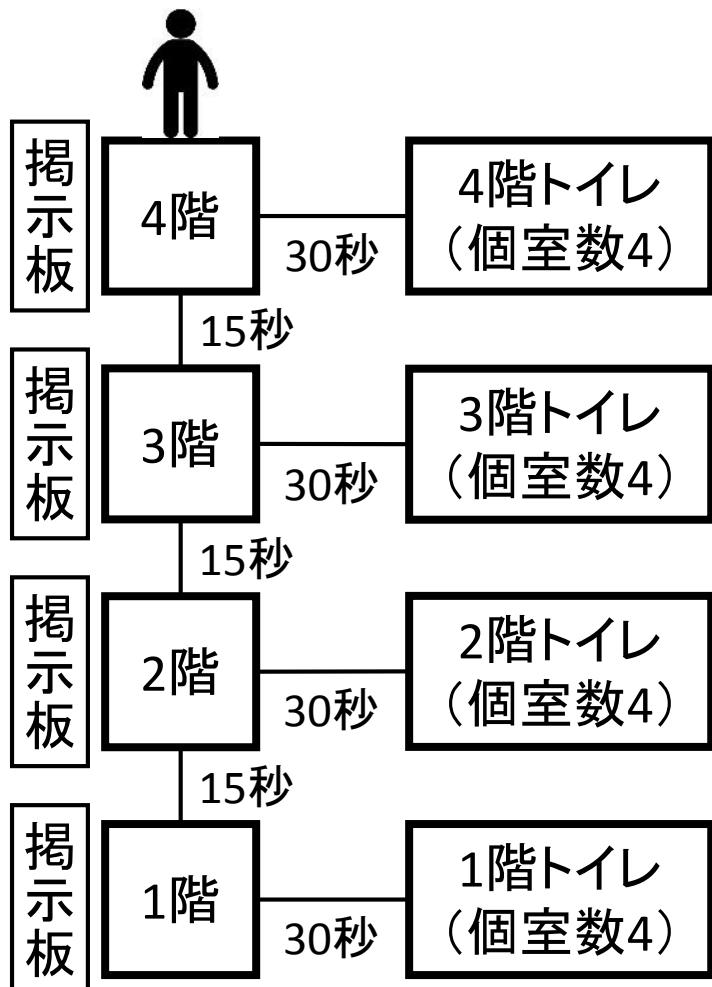 掲示板
4階
30秒
4階トイレ
（個室数4）
15秒
掲示板
3階
30秒
3階トイレ
（個室数4）
15秒
掲示板
2階
30秒
2階トイレ
（個室数4）
15秒
掲示板
1階
30秒
1階トイレ
（個室数4）